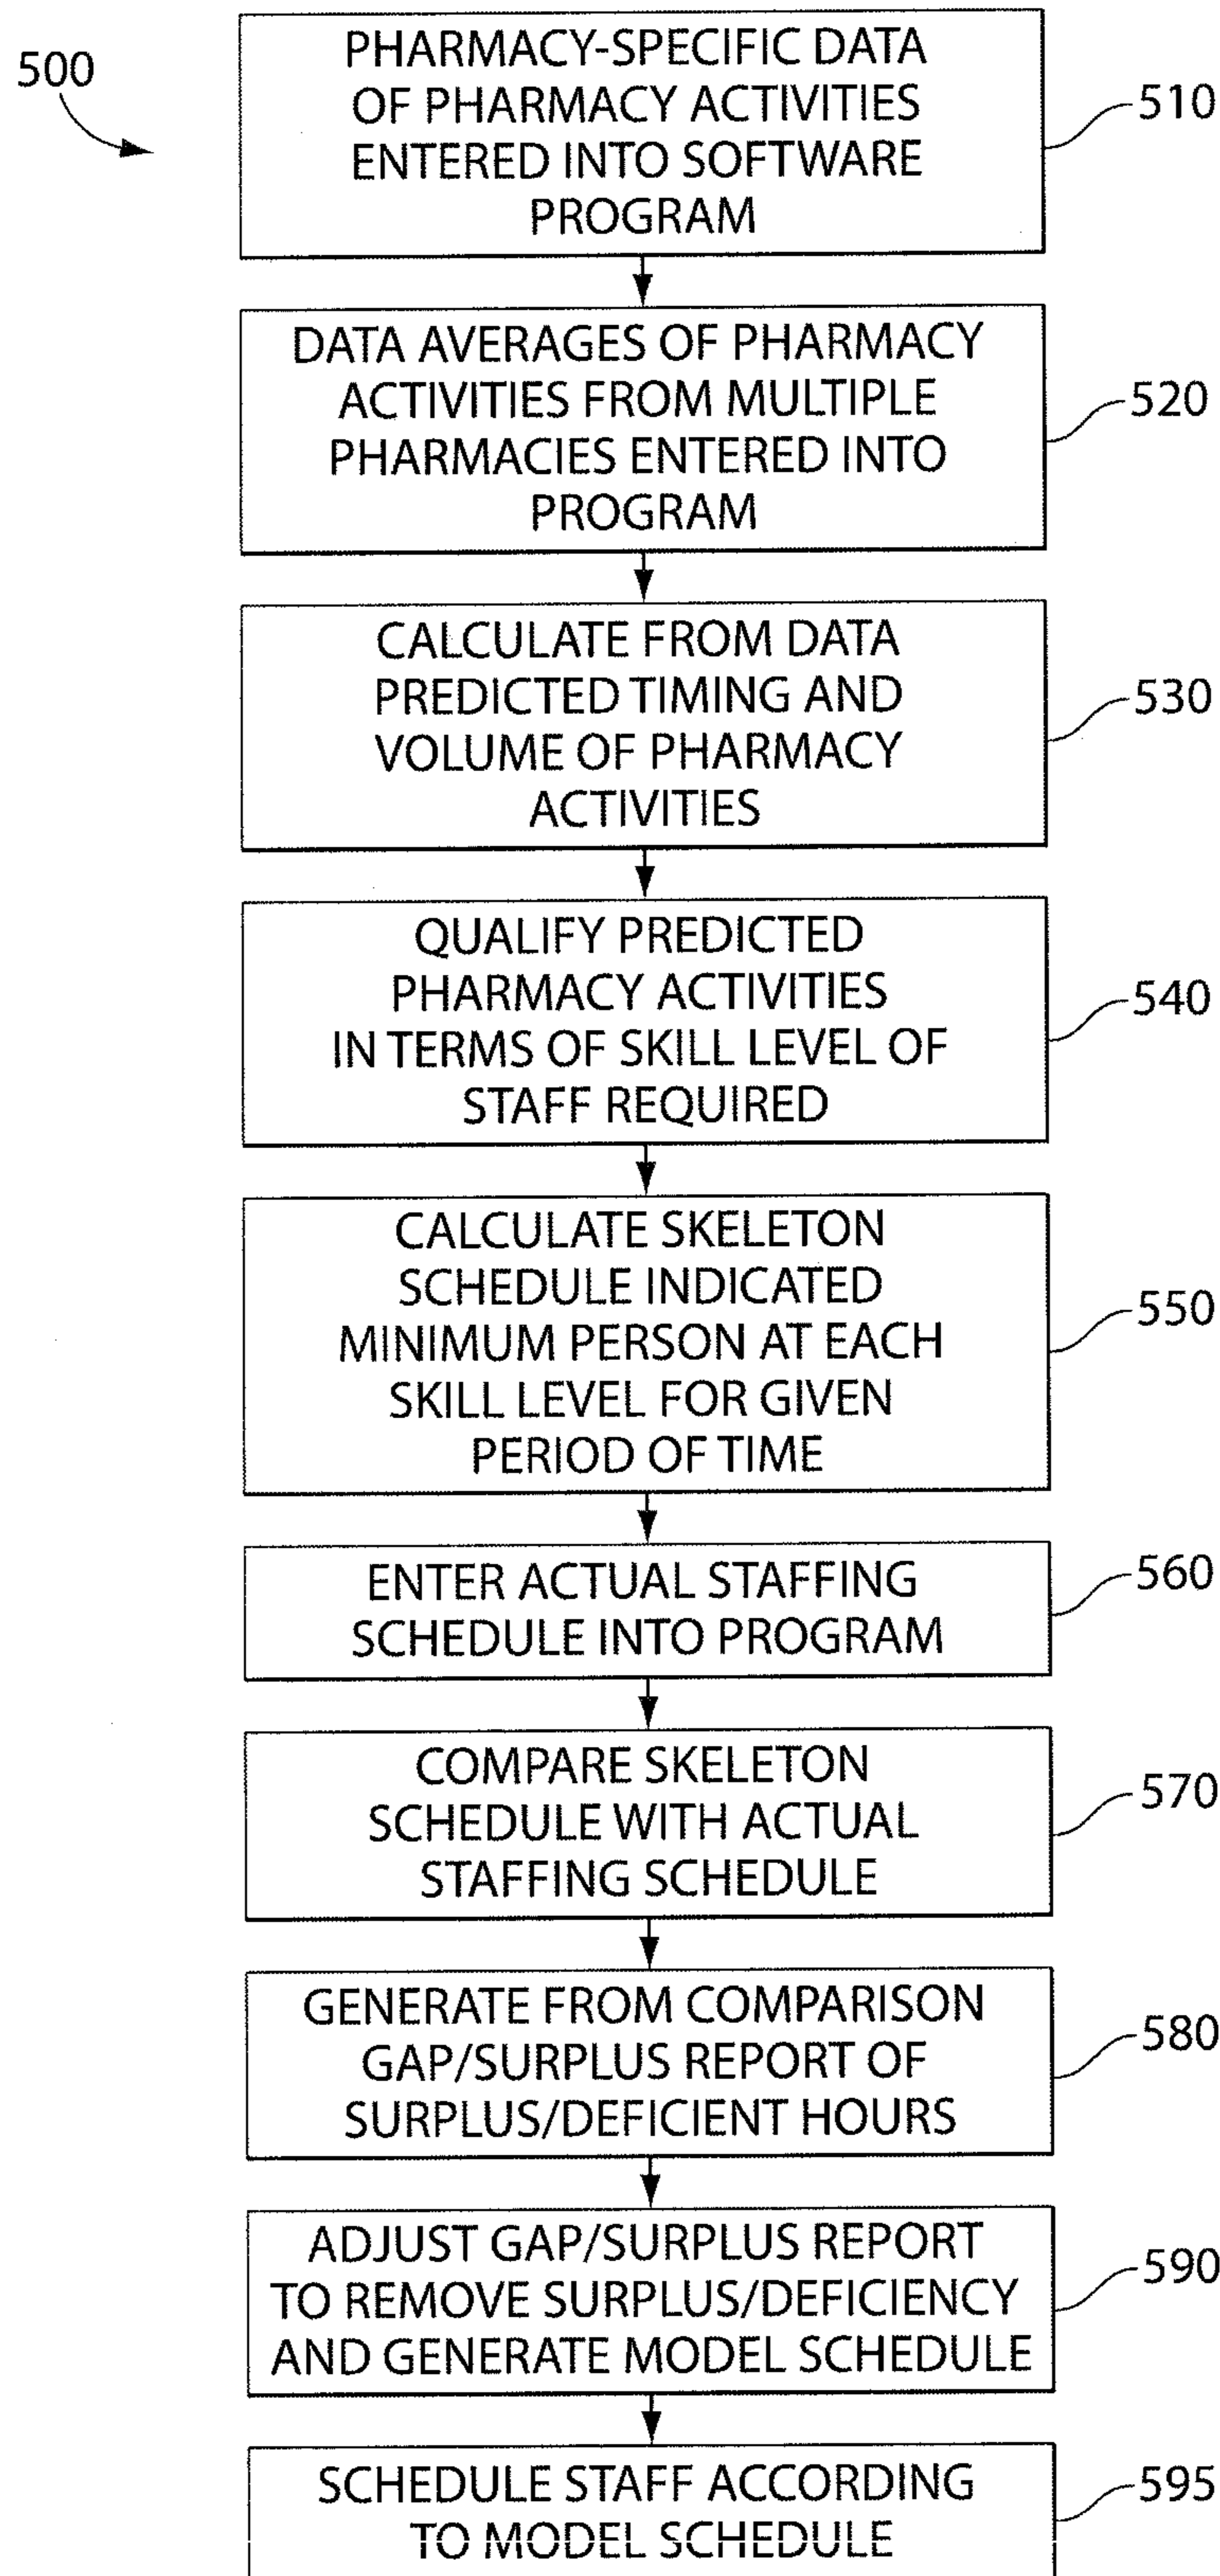 500
PHARMACY-SPECIFIC DATA
OF PHARMACY ACTIVITIES
ENTERED INTO SOFTWARE
PROGRAM
510
DATA AVERAGES OF PHARMACY
ACTIVITIES FROM MULTIPLE
PHARMACIES ENTERED INTO
PROGRAM
520
CALCULATE FROM DATA
PREDICTED TIMING AND
VOLUME OF PHARMACY
ACTIVITIES
530
QUALIFY PREDICTED
PHARMACY ACTIVITIES
IN TERMS OF SKILL LEVEL OF
STAFF REQUIRED
540
CALCULATE SKELETON
SCHEDULE INDICATED
MINIMUM PERSON AT EACH
SKILL LEVEL FOR GIVEN
PERIOD OF TIME
550
ENTER ACTUAL STAFFING
SCHEDULE INTO PROGRAM
560
COMPARE SKELETON
SCHEDULE WITH ACTUAL
STAFFING SCHEDULE
570
GENERATE FROM COMPARISON
GAP/SURPLUS REPORT OF
SURPLUS/DEFICIENT HOURS
580
ADJUST GAP/SURPLUS REPORT
TO REMOVE SURPLUS/DEFICIENCY
AND GENERATE MODEL SCHEDULE
590
SCHEDULE STAFF ACCORDING
TO MODEL SCHEDULE
595